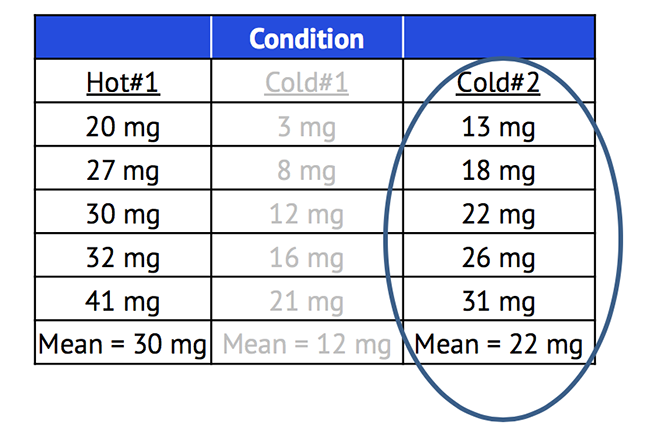 Condition
Hot#1 Cold#1 Cold#2
20 mg 3 mg 13 mg
27 mg 8 mg 18 mg
30 mg 12 mg 22 mg
32 mg 16 mg 26 mg
41 mg 21 mg 31 mg
Mean = 30 mg Mean = 12 mg Mean = 22 mg